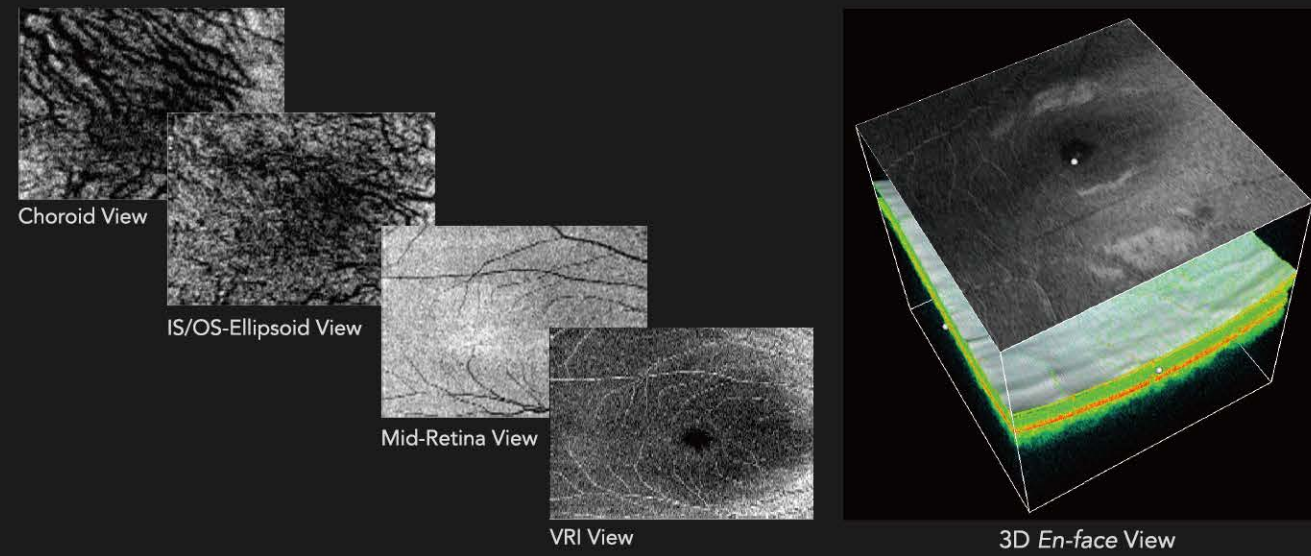 Choroid View
IS/OS-Ellipsoid View
Mid-Retina View
VRI View
3D En-face View